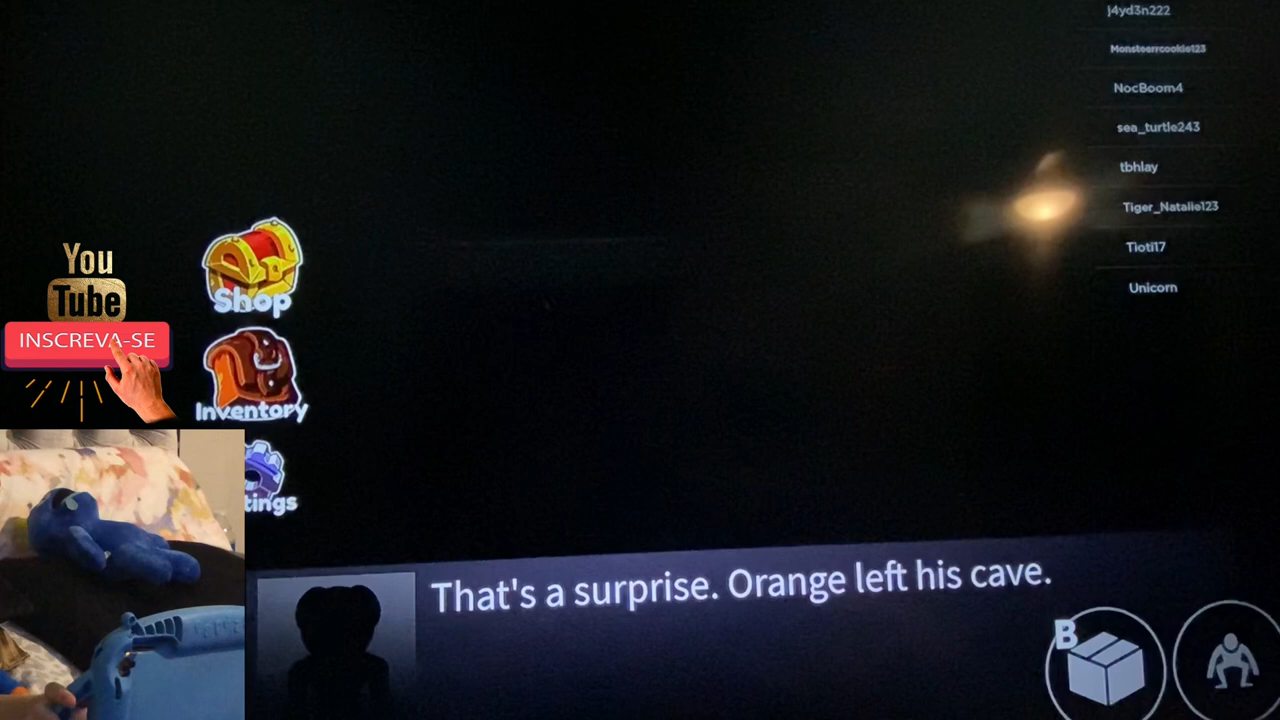 j4yd3n222
Monsteerrcookie123
NocBoom4
sea_turtle243
tbhlay
Tiger_Natalie123
Tioti17
Unicorn
Shop
You
Tube
INSCREVA-SE
Inventory
tings
That's a surprise. Orange left his cave.
B